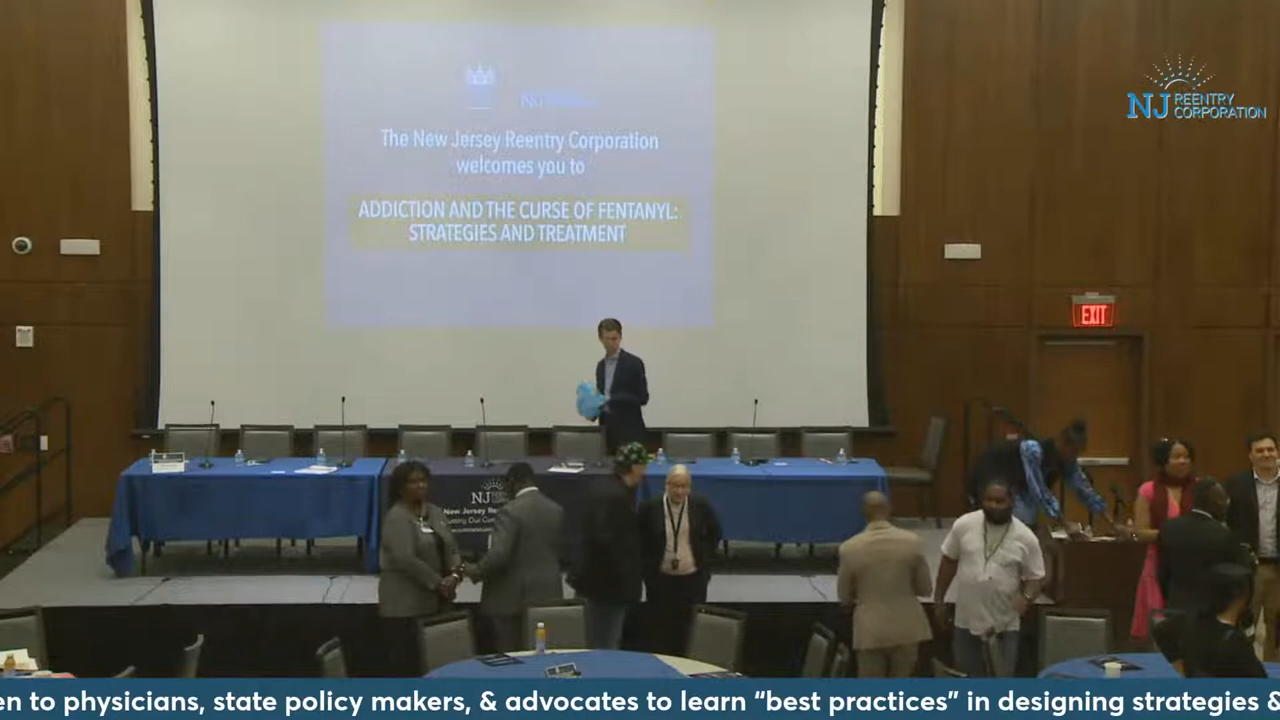 The New Jersey Reentry Corporation
welcomes you to
ADDICTION AND THE CURSE OF FENTANYL:
STRATEGIES AND TREATMENT
NJ REENTRY
CORPORATION
EXIT
NJ
New Jersey Re
en to physicians, state policy makers, & advocates to learn “best practices” in designing strategies &